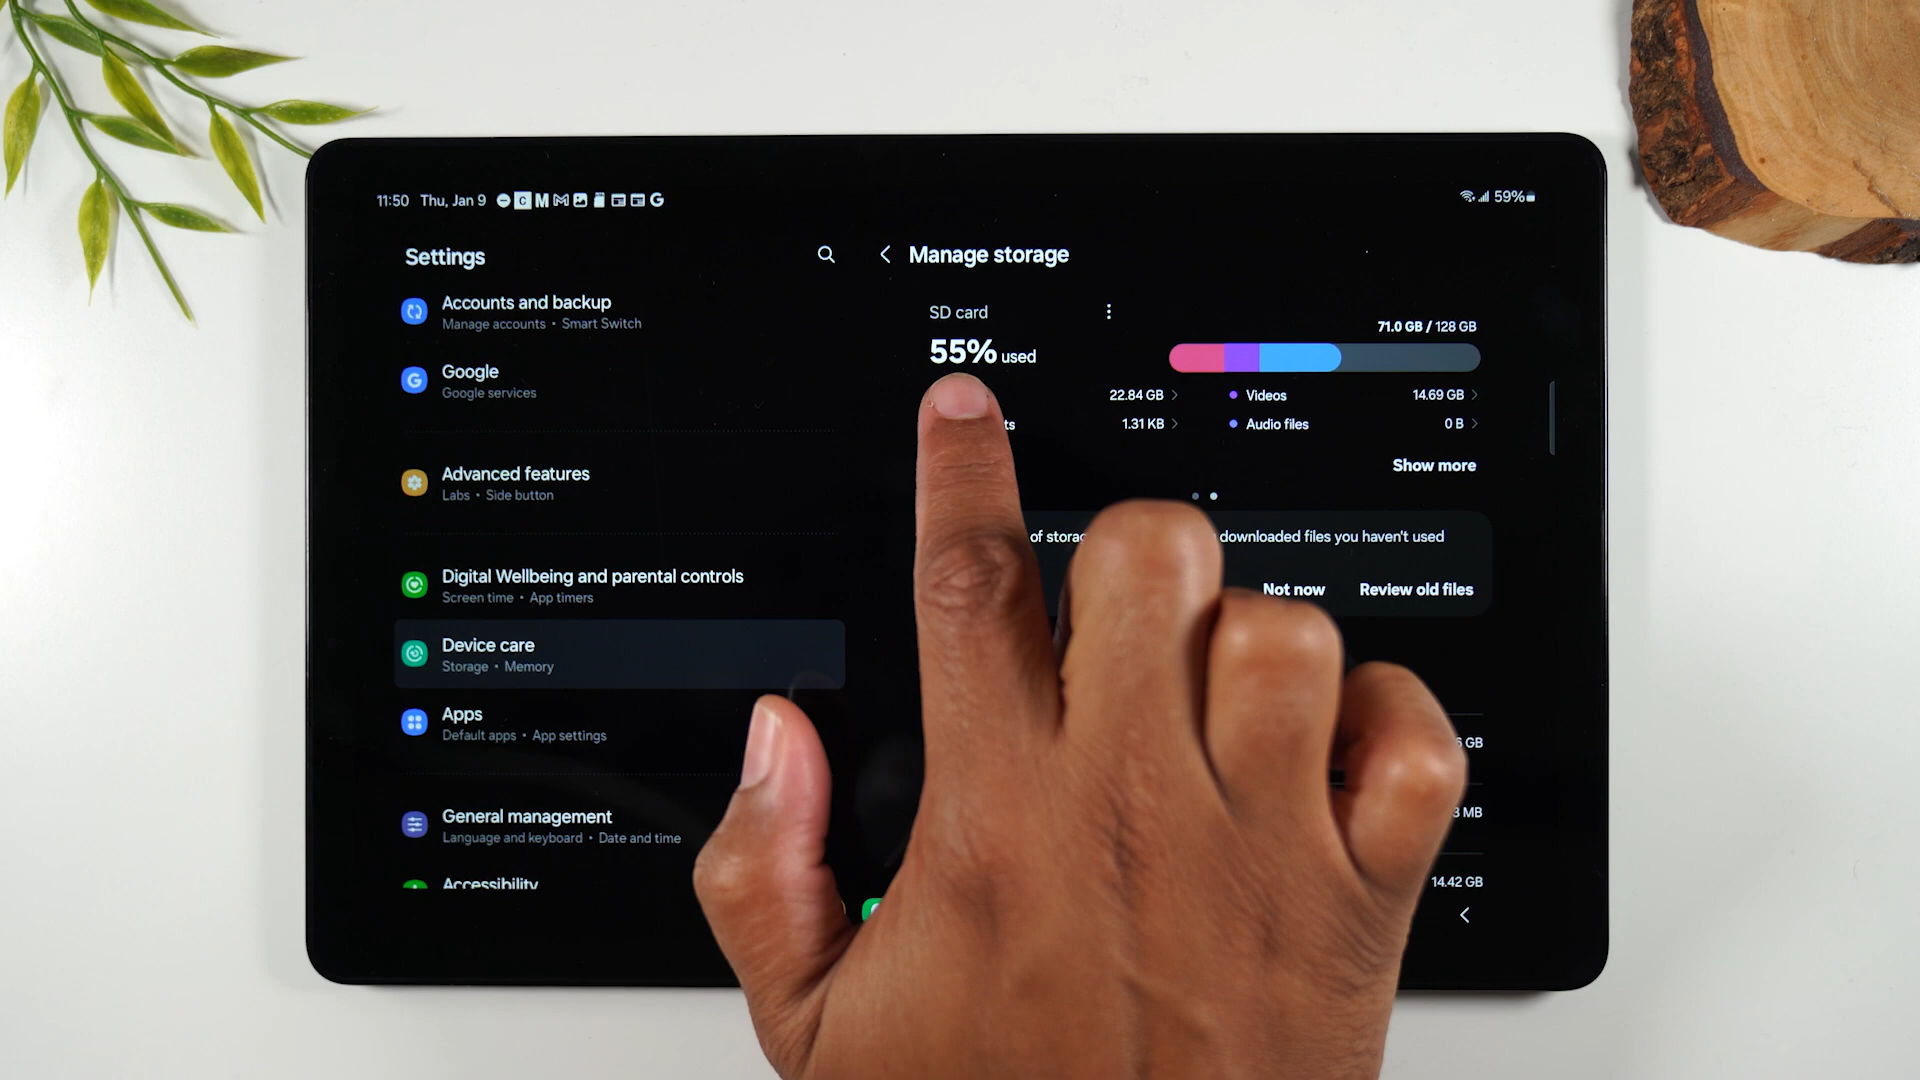 11:50 Thu, Jan 9
59%
Settings
Accounts and backup
Manage accounts • Smart Switch
Google
Google services
Advanced features
Labs • Side button
Digital Wellbeing and parental controls
Screen time • App timers
Device care
Storage • Memory
Apps
Default apps • App settings
General management
Language and keyboard • Date and time
Accessibility
Manage storage
SD card
55% used
71.0 GB / 128 GB
22.84 GB
Videos 14.69 GB
ts 1.31 KB
Audio files 0 B
Show more
of storag downloaded files you haven't used
Not now Review old files
GB
MB
14.42 GB